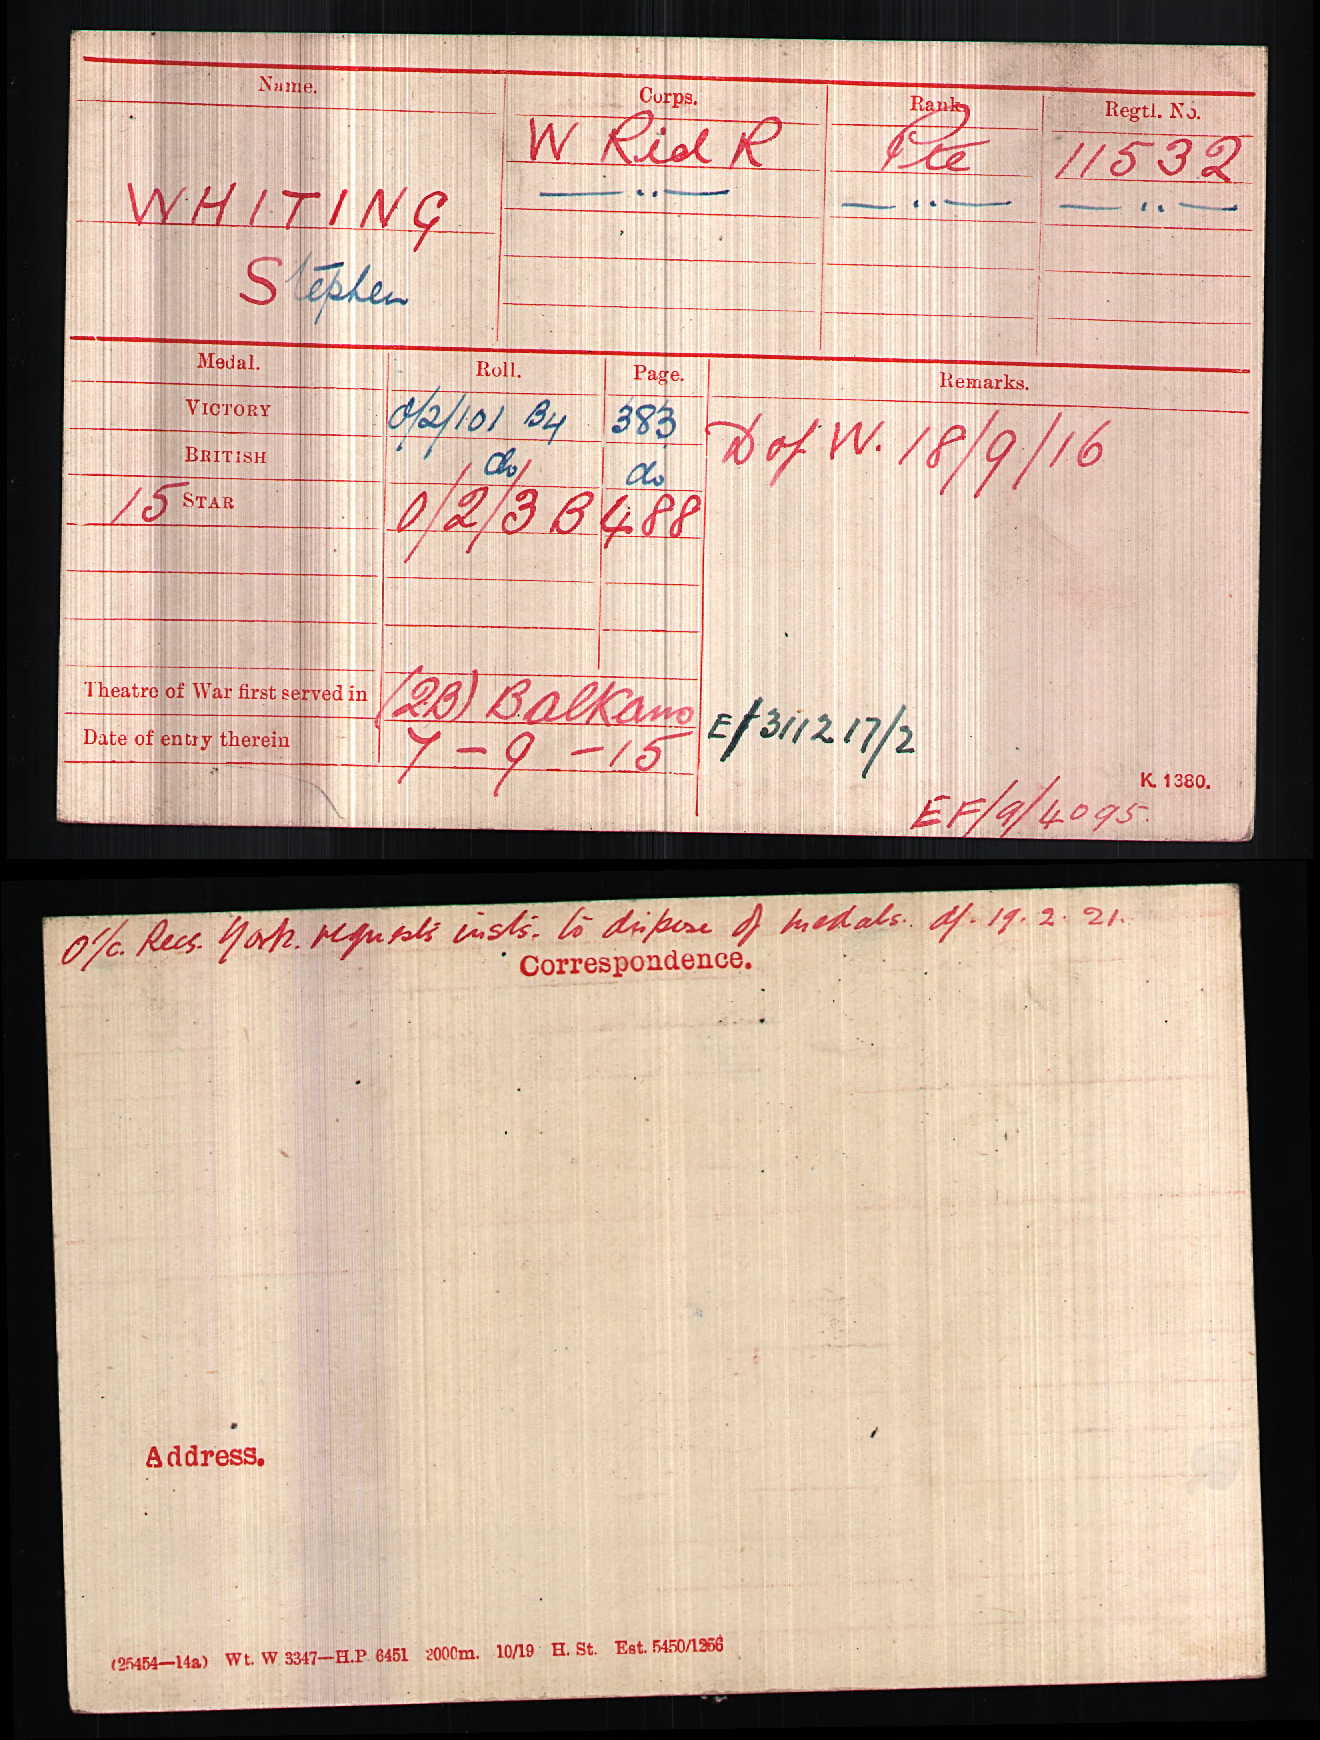 Name. Corps. Rank Regtl. No.
W Rid R Pte 11532
— .. — — .. — — .. —
WHITING
Stephen
Medal. Roll. Page. Remarks.
VICTORY 0/2/101 B4 383 D of W. 18/9/16
BRITISH do do
15 STAR 0/2/3 B 488
Theatre of War first served in (2B) Balkans
E/311217/2
Date of entry therein 7-9-15
K. 1380.
EF/9/4095.
O i/c. Recs. York. requests insts. to dispose of medals. d/. 19. 2. 21.
Correspondence.
Address.
(25454—14a) Wt. W 3347—H.P 6451 2000m. 10/19 H. St. Est. 5450/1256